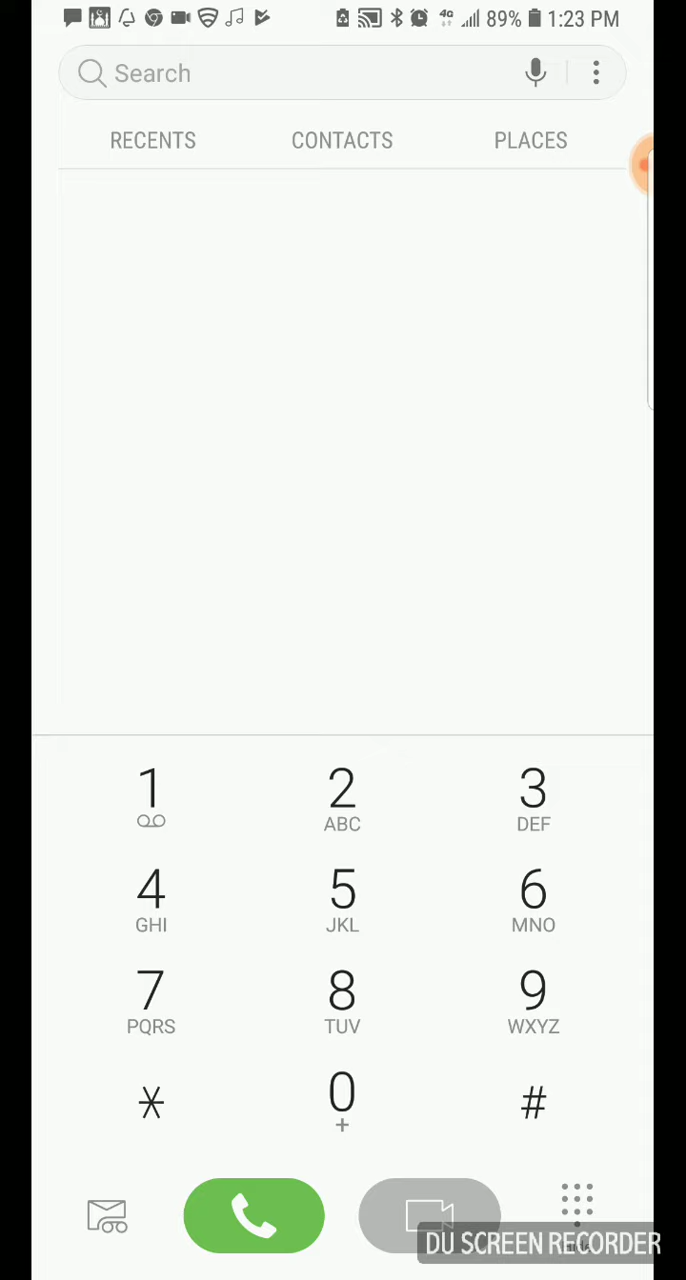 4G 89% 1:23 PM
Search
RECENTS CONTACTS PLACES
1 2 3
ABC DEF
4 5 6
GHI JKL MNO
7 8 9
PQRS TUV WXYZ
* 0 #
+
DU SCREEN RECORDER